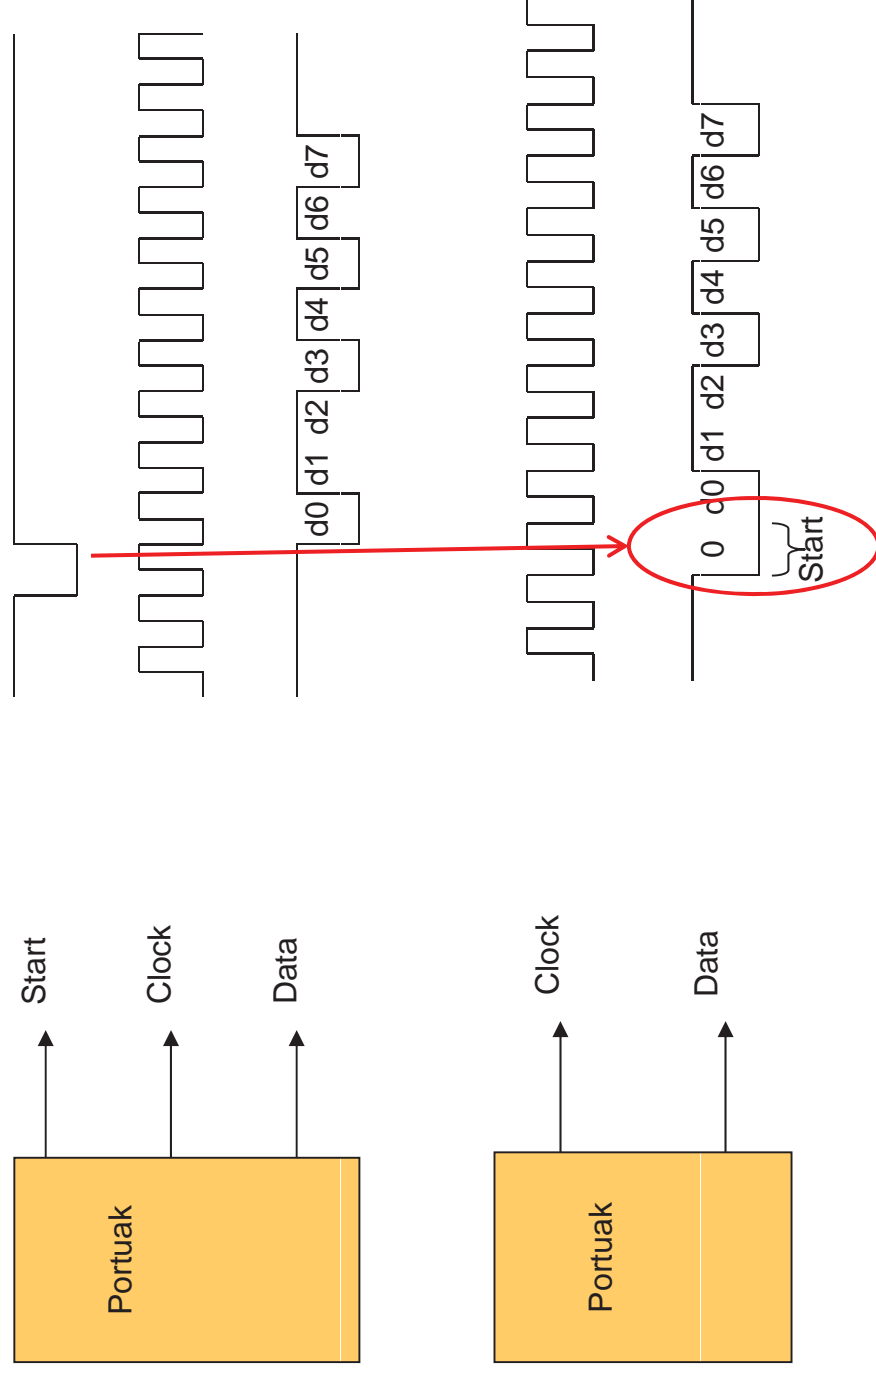 Portuak
Start
Clock
Data
d0 d1 d2 d3 d4 d5 d6 d7
Portuak
Clock
Data
0 d0 d1 d2 d3 d4 d5 d6 d7
Start